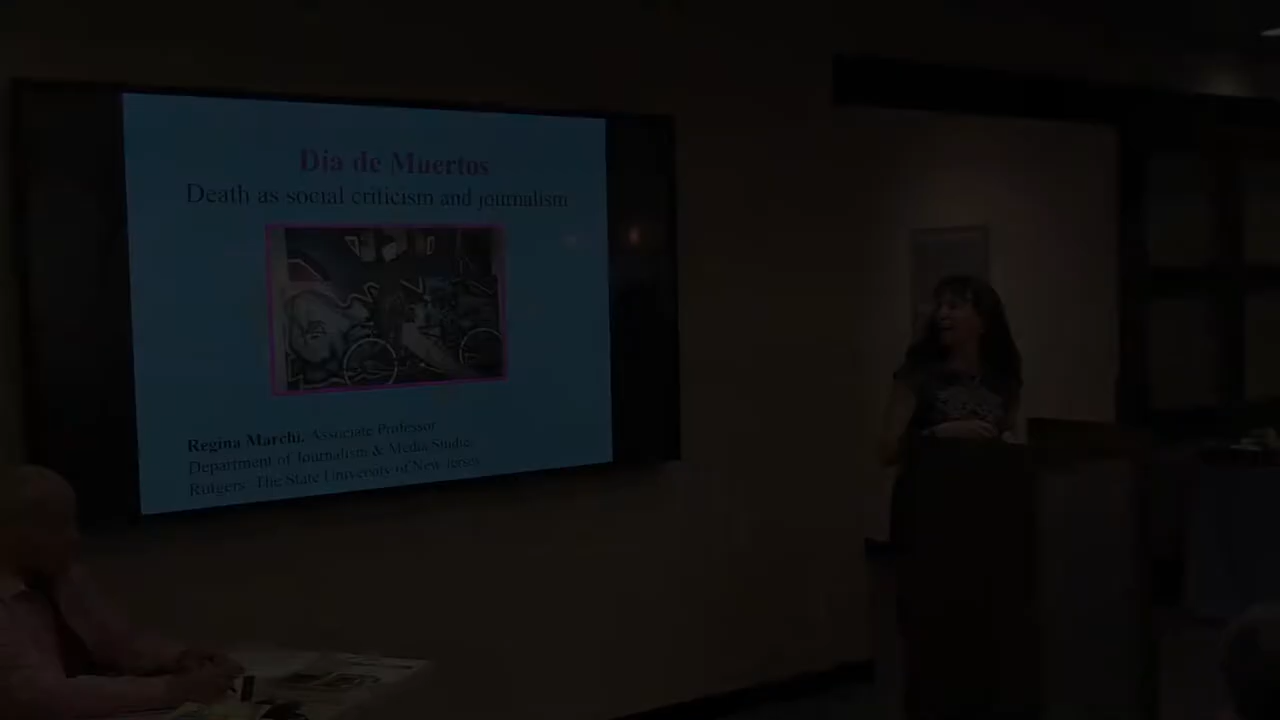 Dia de Muertos
Death as social criticism and journalism
Regina Marchi, Associate Professor
Department of Journalism & Media Studies
Rutgers: The State University of New Jersey